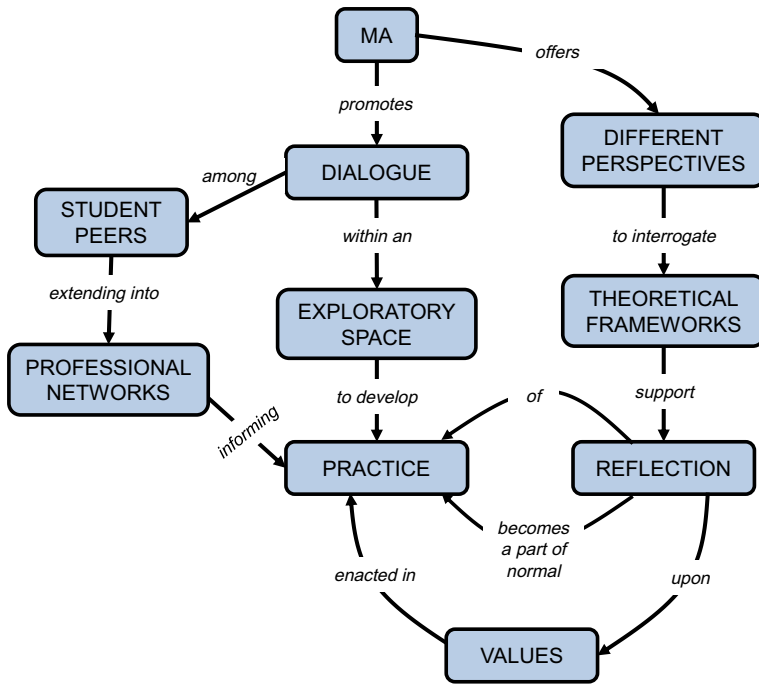 MA
offers
promotes
DIFFERENT
PERSPECTIVES
DIALOGUE
among
STUDENT
PEERS
within an
to interrogate
extending into
EXPLORATORY
SPACE
THEORETICAL
FRAMEWORKS
PROFESSIONAL
NETWORKS
to develop
of
support
informing
PRACTICE
REFLECTION
becomes
a part of
normal
enacted in
upon
VALUES